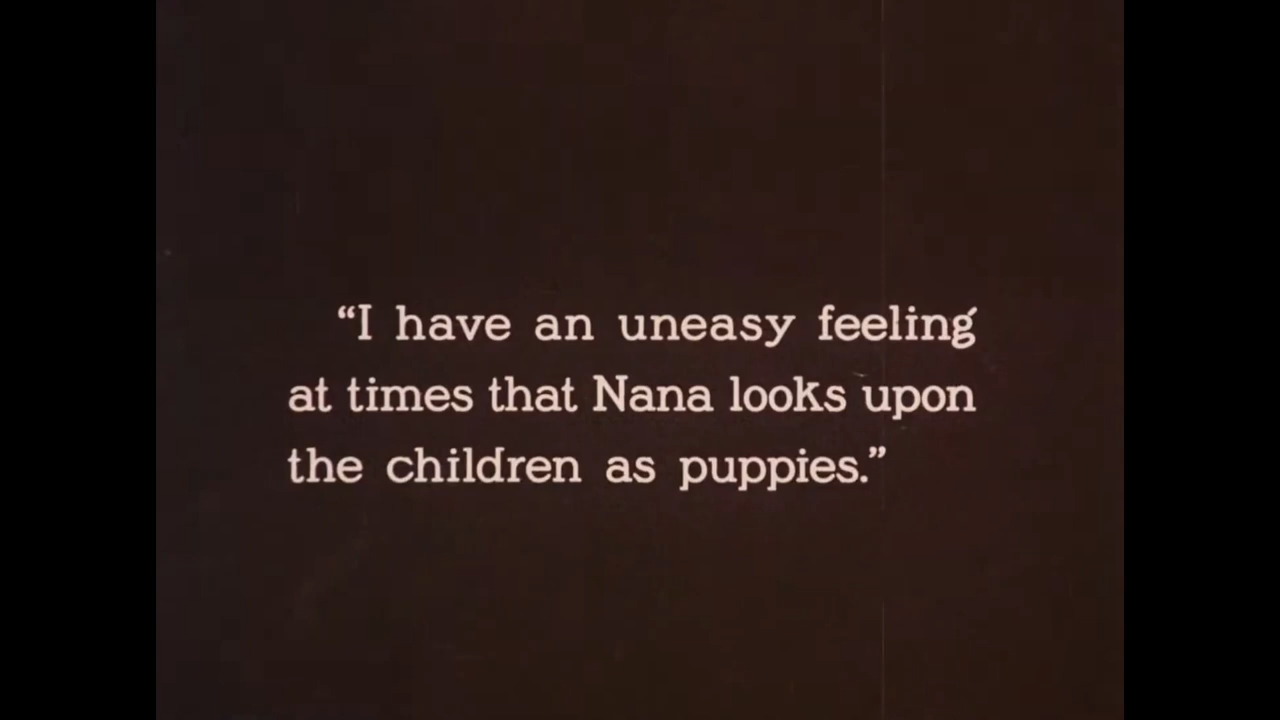 “I have an uneasy feeling
at times that Nana looks upon
the children as puppies.”